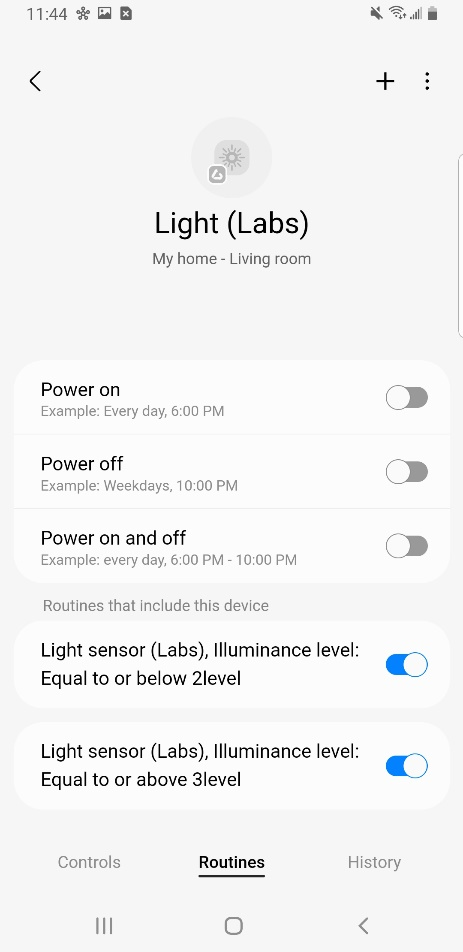 11:44
Light (Labs)
My home - Living room
Power on
Example: Every day, 6:00 PM
Power off
Example: Weekdays, 10:00 PM
Power on and off
Example: every day, 6:00 PM - 10:00 PM
Routines that include this device
Light sensor (Labs), Illuminance level:
Equal to or below 2level
Light sensor (Labs), Illuminance level:
Equal to or above 3level
Controls Routines History